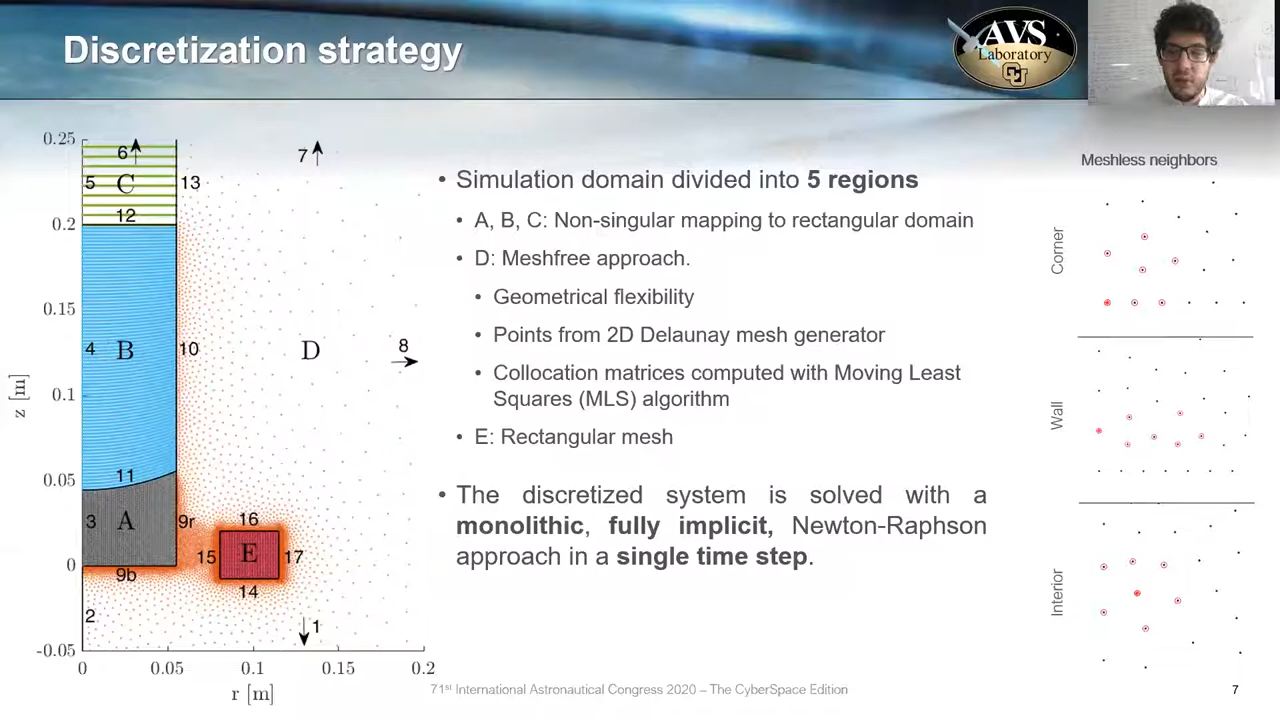 Discretization strategy
AVS
Laboratory
CU
0.25
0.2
0.15
0.1
0.05
0
-0.05
z [m]
0
0.05
0.1
0.15
0.2
r [m]
6
7
5
C
13
12
4
B
10
D
8
11
3
A
9r
16
15
E
17
9b
14
2
1
• Simulation domain divided into 5 regions
• A, B, C: Non-singular mapping to rectangular domain
• D: Meshfree approach.
• Geometrical flexibility
• Points from 2D Delaunay mesh generator
• Collocation matrices computed with Moving Least
Squares (MLS) algorithm
• E: Rectangular mesh
• The discretized system is solved with a
monolithic, fully implicit, Newton-Raphson
approach in a single time step.
Meshless neighbors
Corner
Wall
Interior
71st International Astronautical Congress 2020 – The CyberSpace Edition
7